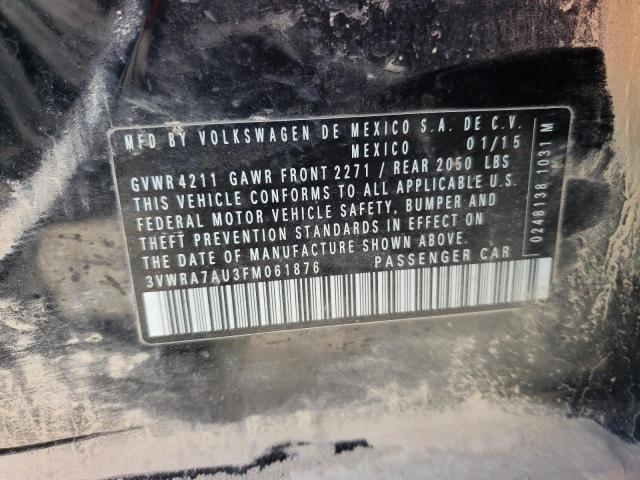 MFD BY VOLKSWAGEN DE MEXICO S.A. DE C.V.
MEXICO 01/15
GVWR 4211 GAWR FRONT 2271 / REAR 2050 LBS
THIS VEHICLE CONFORMS TO ALL APPLICABLE U.S.
FEDERAL MOTOR VEHICLE SAFETY, BUMPER AND
THEFT PREVENTION STANDARDS IN EFFECT ON
THE DATE OF MANUFACTURE SHOWN ABOVE.
3VWRA7AU3FM061876 PASSENGER CAR
0248138 1031 M